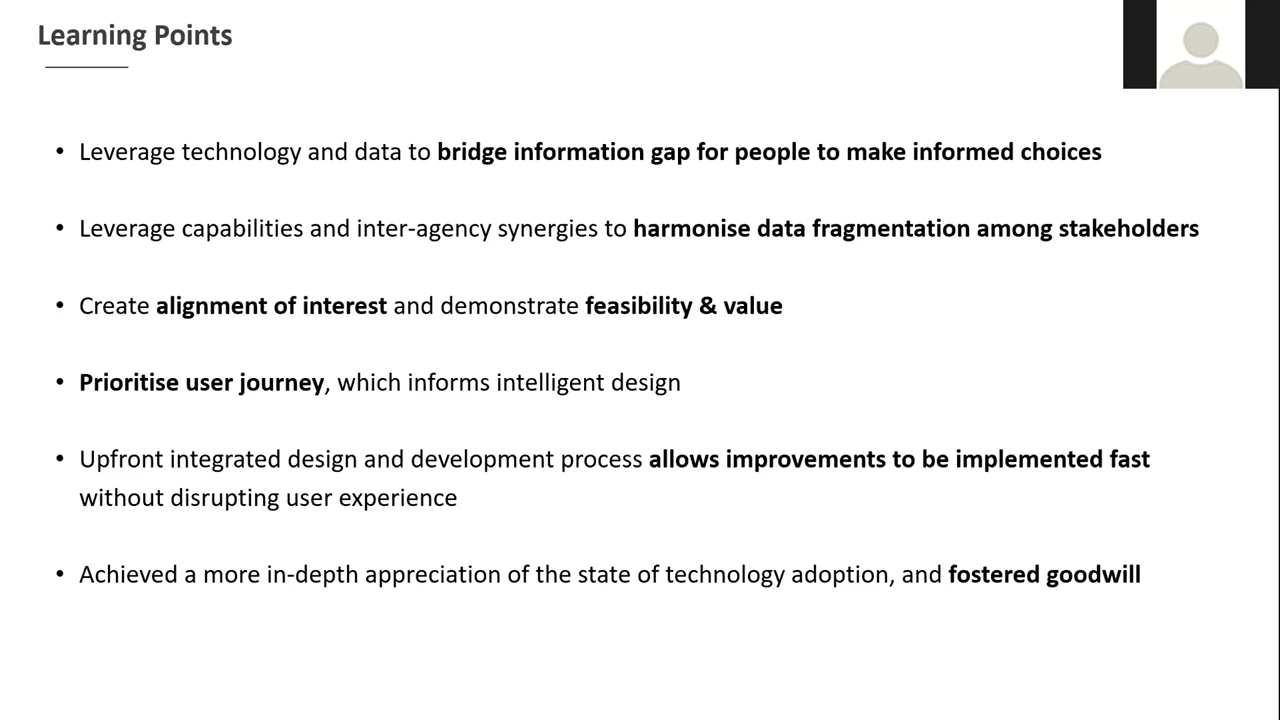 Learning Points
• Leverage technology and data to bridge information gap for people to make informed choices
• Leverage capabilities and inter-agency synergies to harmonise data fragmentation among stakeholders
• Create alignment of interest and demonstrate feasibility & value
• Prioritise user journey, which informs intelligent design
• Upfront integrated design and development process allows improvements to be implemented fast
without disrupting user experience
• Achieved a more in-depth appreciation of the state of technology adoption, and fostered goodwill